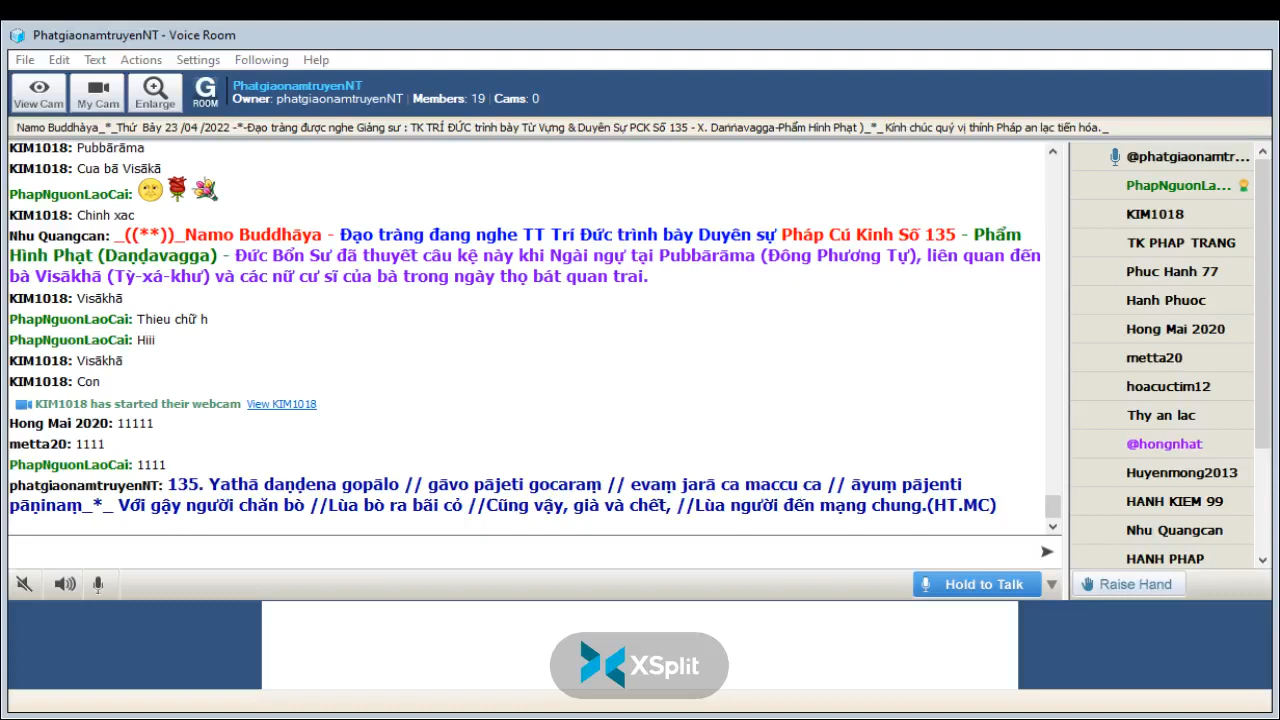 PhatgiaonamtruyenNT - Voice Room
File Edit Text Actions Settings Following Help
View Cam My Cam Enlarge G ROOM
PhatgiaonamtruyenNT
Owner: phatgiaonamtruyenNT | Members: 19 | Cams: 0
Namo Buddhàya_*_Thứ Bảy 23 /04 /2022 -*-Đạo tràng được nghe Giảng sư : TK TRÍ ĐỨC trình bày Từ Vựng & Duyên Sự PCK Số 135 - X. Daṇṇavagga-Phẩm Hình Phạt )_*_ Kính chúc quý vị thính Pháp an lạc tiến hóa._
KIM1018: Pubbārāma
KIM1018: Cua bā Visākā
PhapNguonLaoCai:
KIM1018: Chinh xac
Nhu Quangcan: _((**))_Namo Buddhāya - Đạo tràng đang nghe TT Trí Đức trình bày Duyên sự Pháp Cú Kinh Số 135 - Phẩm
Hình Phạt (Daṇḍavagga) - Đức Bổn Sư đã thuyết câu kệ này khi Ngài ngự tại Pubbārāma (Đông Phương Tự), liên quan đến
bà Visākhā (Tỳ-xá-khư) và các nữ cư sĩ của bà trong ngày thọ bát quan trai.
KIM1018: Visākhā
PhapNguonLaoCai: Thieu chữ h
PhapNguonLaoCai: Hiii
KIM1018: Visākhā
KIM1018: Con
KIM1018 has started their webcam View KIM1018
Hong Mai 2020: 11111
metta20: 1111
PhapNguonLaoCai: 1111
phatgiaonamtruyenNT: 135. Yathā daṇḍena gopālo // gāvo pājeti gocaraṃ // evaṃ jarā ca maccu ca // āyuṃ pājenti
pāṇinaṃ_*_ Với gậy người chăn bò //Lùa bò ra bãi cỏ //Cũng vậy, già và chết, //Lùa người đến mạng chung.(HT.MC)
@phatgiaonamtr...
PhapNguonLa...
KIM1018
TK PHAP TRANG
Phuc Hanh 77
Hanh Phuoc
Hong Mai 2020
metta20
hoacuctim12
Thy an lac
@hongnhat
Huyenmong2013
HANH KIEM 99
Nhu Quangcan
HANH PHAP
Hold to Talk
Raise Hand
XSplit